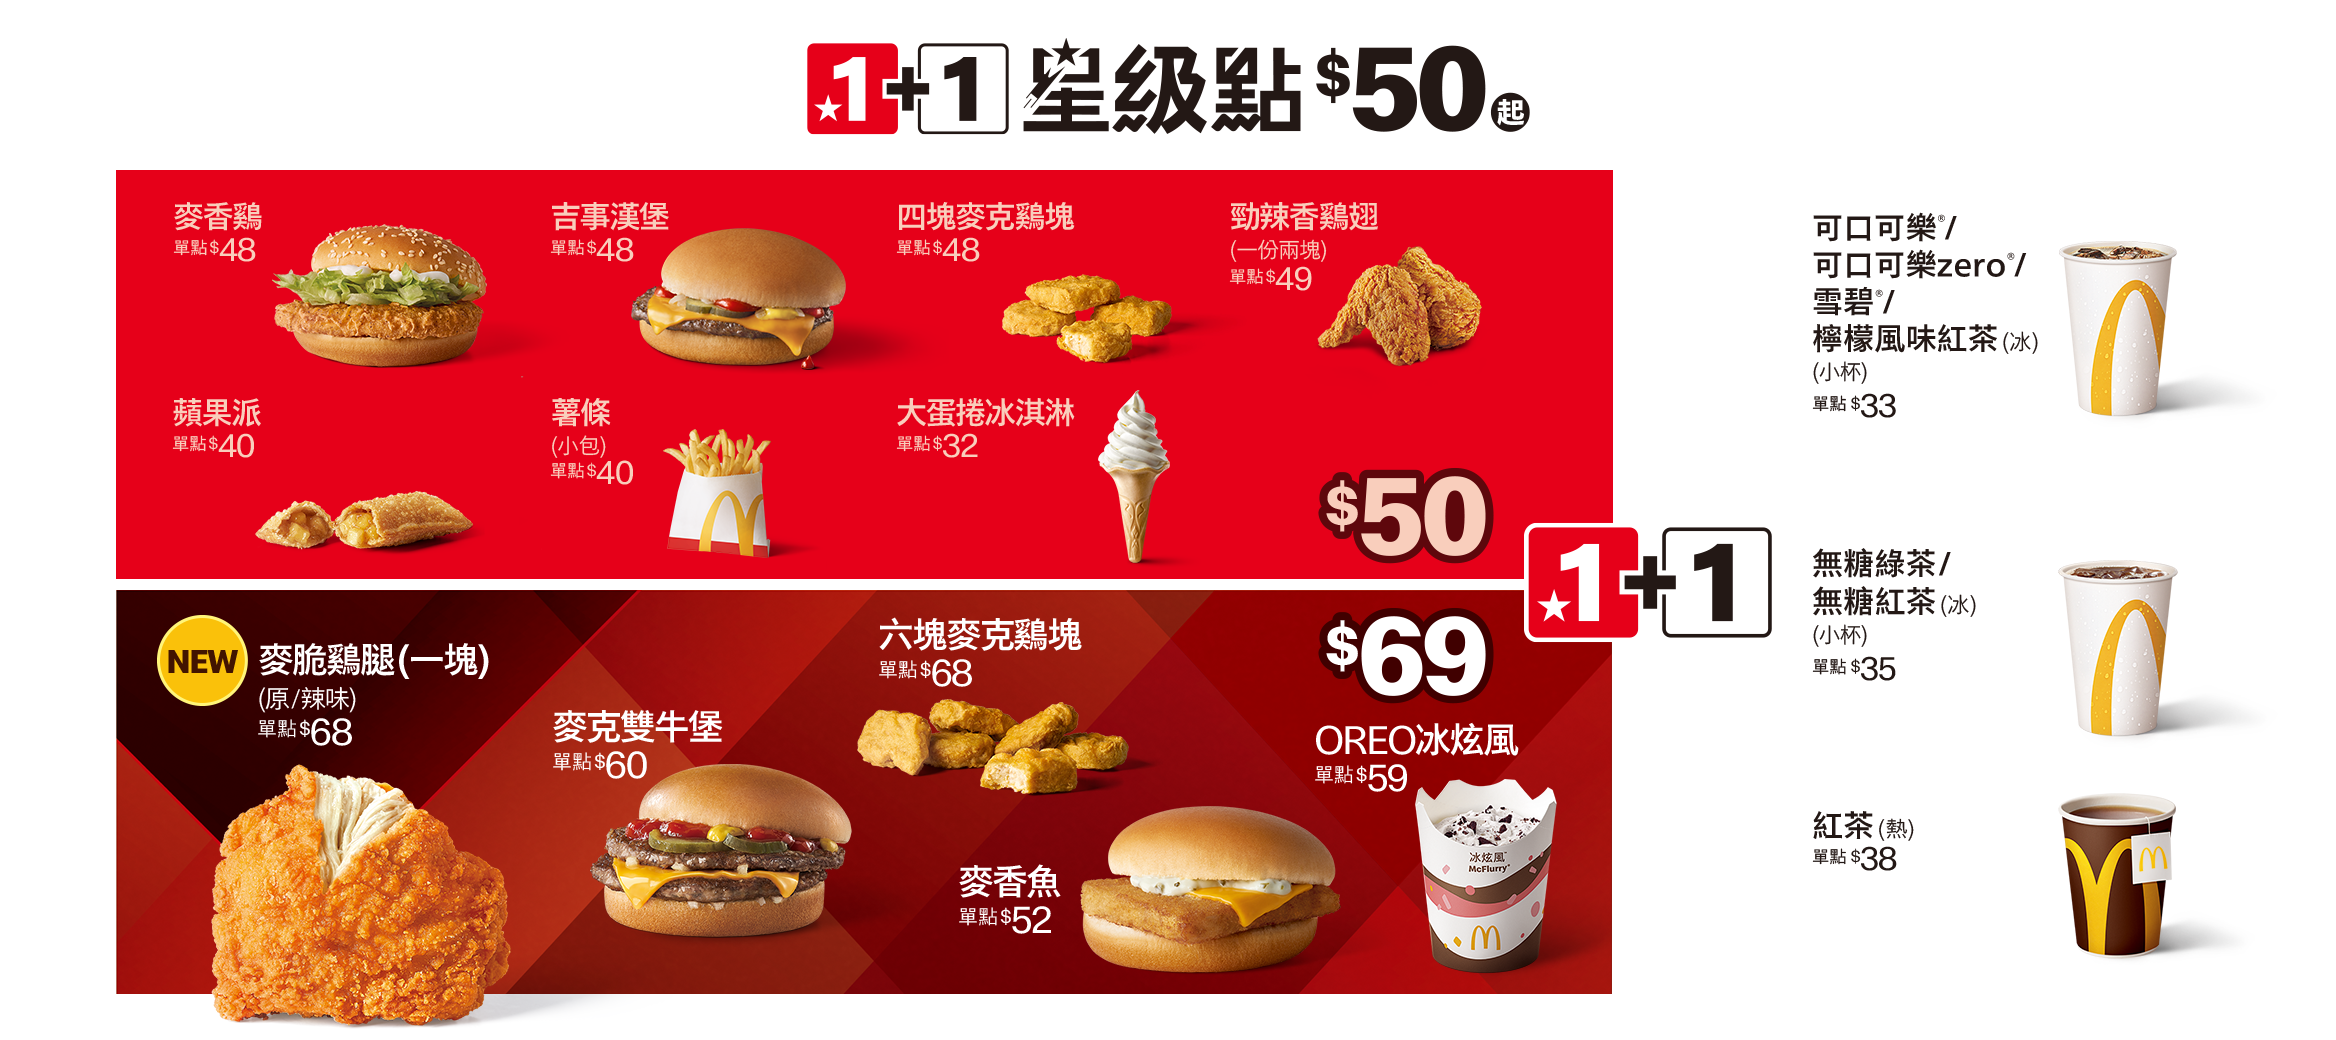 1+1 星級點 $50起
麥香鷄
單點$48
吉事漢堡
單點$48
四塊麥克鷄塊
單點$48
勁辣香鷄翅
(一份兩塊)
單點$49
蘋果派
單點$40
薯條
(小包)
單點$40
大蛋捲冰淇淋
單點$32
$50
NEW
麥脆鷄腿(一塊)
(原/辣味)
單點$68
麥克雙牛堡
單點$60
六塊麥克鷄塊
單點$68
麥香魚
單點$52
$69
OREO冰炫風
單點$59
冰炫風™
McFlurry®
1+1
可口可樂®/
可口可樂zero®/
雪碧®/
檸檬風味紅茶(冰)
(小杯)
單點 $33
無糖綠茶/
無糖紅茶(冰)
(小杯)
單點 $35
紅茶(熱)
單點 $38